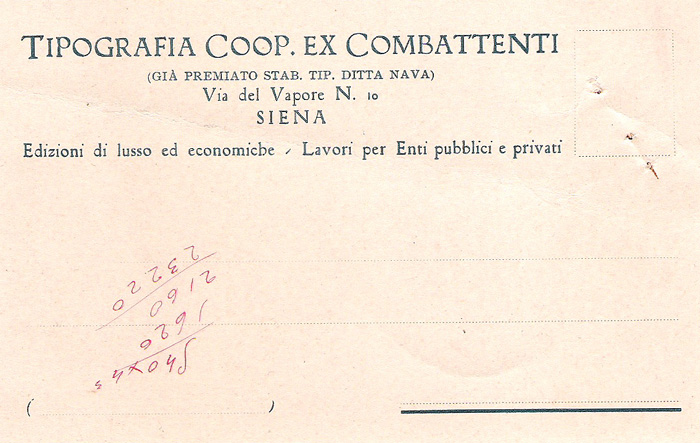 TIPOGRAFIA COOP. EX COMBATTENTI
(GIÀ PREMIATO STAB. TIP. DITTA NAVA)
Via del Vapore N. 10
SIENA
Edizioni di lusso ed economiche - Lavori per Enti pubblici e privati
540x43
1620
2160
23220
( )